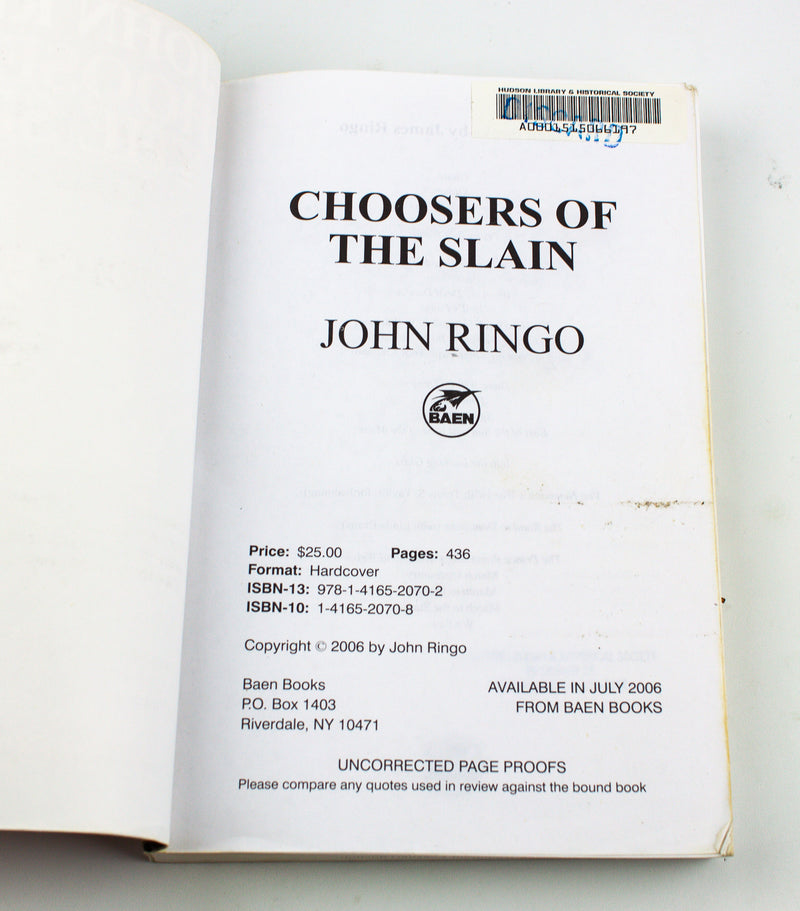 HUDSON LIBRARY & HISTORICAL SOCIETY
A0001515066197
DISCARD
CHOOSERS OF
THE SLAIN
JOHN RINGO
BAEN
Price: $25.00 Pages: 436
Format: Hardcover
ISBN-13: 978-1-4165-2070-2
ISBN-10: 1-4165-2070-8
Copyright © 2006 by John Ringo
Baen Books
P.O. Box 1403
Riverdale, NY 10471
AVAILABLE IN JULY 2006
FROM BAEN BOOKS
UNCORRECTED PAGE PROOFS
Please compare any quotes used in review against the bound book